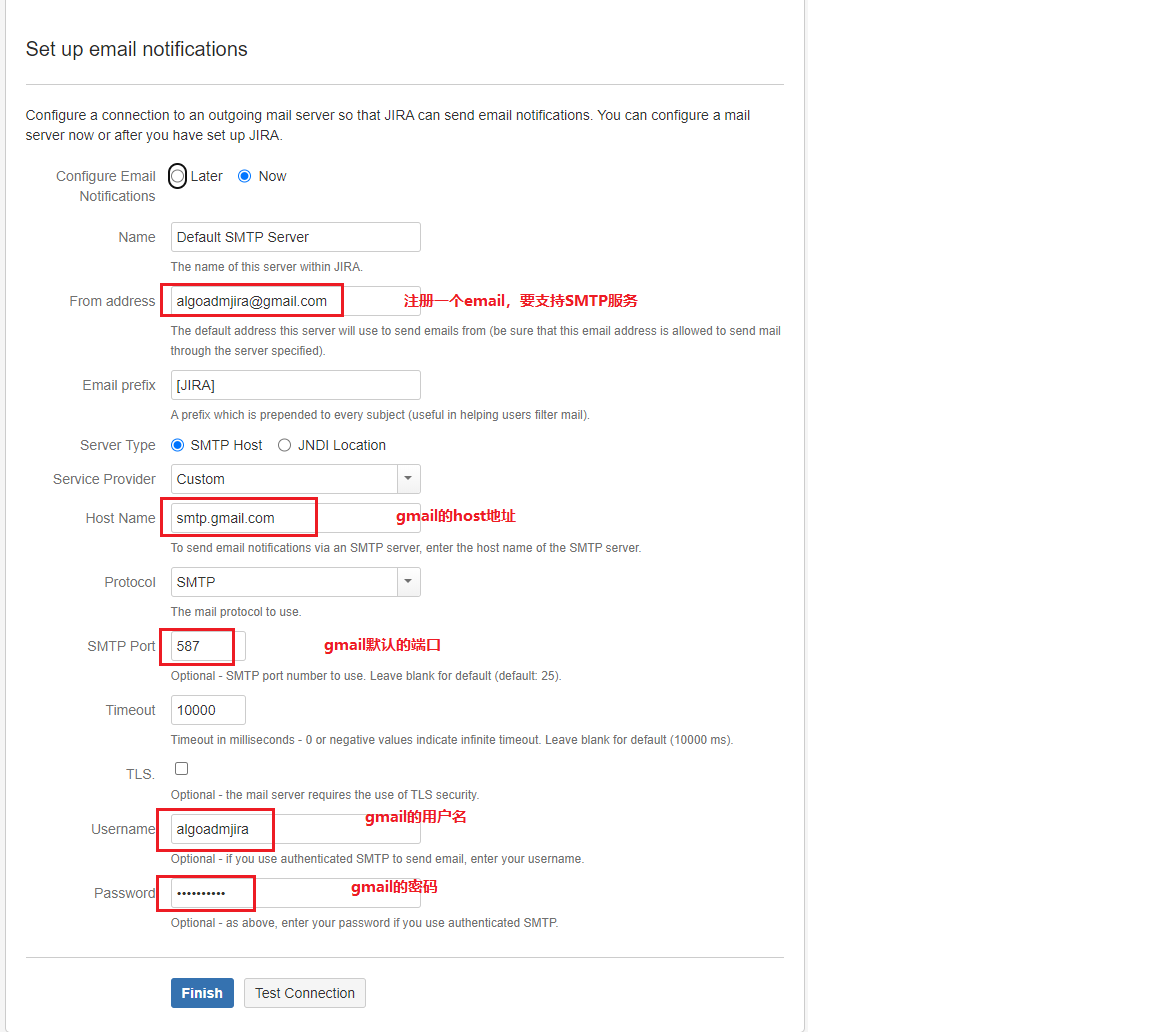 Set up email notifications
Configure a connection to an outgoing mail server so that JIRA can send email notifications. You can configure a mail
server now or after you have set up JIRA.
Configure Email Later Now
Notifications
Name Default SMTP Server
The name of this server within JIRA.
From address algoadmjira@gmail.com 注册一个email，要支持SMTP服务
The default address this server will use to send emails from (be sure that this email address is allowed to send mail
through the server specified).
Email prefix [JIRA]
A prefix which is prepended to every subject (useful in helping users filter mail).
Server Type SMTP Host JNDI Location
Service Provider Custom
Host Name smtp.gmail.com gmail的host地址
To send email notifications via an SMTP server, enter the host name of the SMTP server.
Protocol SMTP
The mail protocol to use.
SMTP Port 587 gmail默认的端口
Optional - SMTP port number to use. Leave blank for default (default: 25).
Timeout 10000
Timeout in milliseconds - 0 or negative values indicate infinite timeout. Leave blank for default (10000 ms).
TLS.
Optional - the mail server requires the use of TLS security.
gmail的用户名
Username algoadmjira
Optional - if you use authenticated SMTP to send email, enter your username.
Password •••••••••• gmail的密码
Optional - as above, enter your password if you use authenticated SMTP.
Finish Test Connection